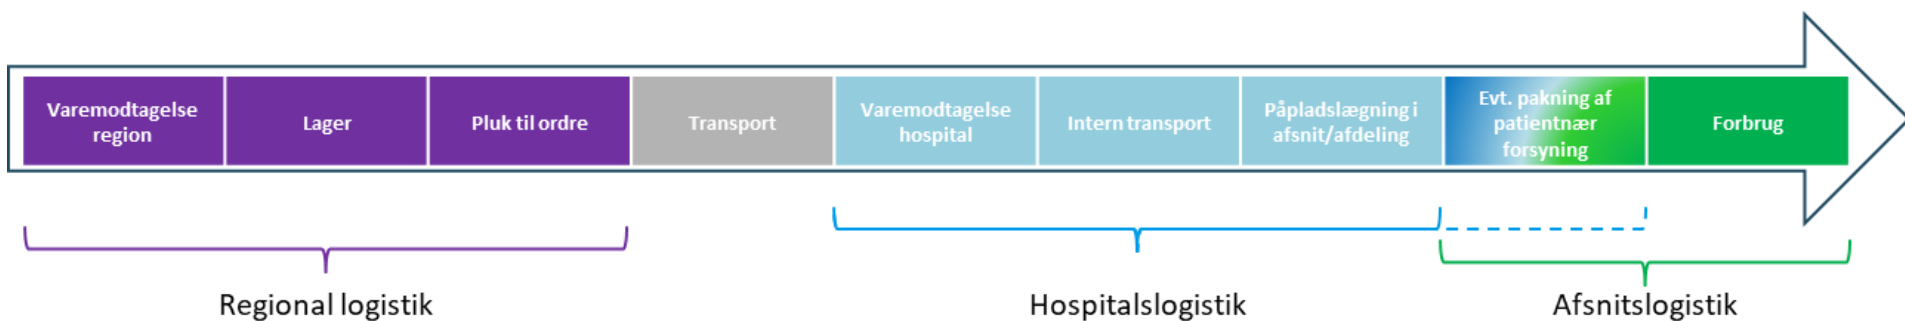 Varemodtagelse
region
Lager
Pluk til ordre
Transport
Varemodtagelse
hospital
Intern transport
Påpladslægning i
afsnit/afdeling
Evt. pakning af
patientnær
forsyning
Forbrug
Regional logistik
Hospitalslogistik
Afsnitslogistik